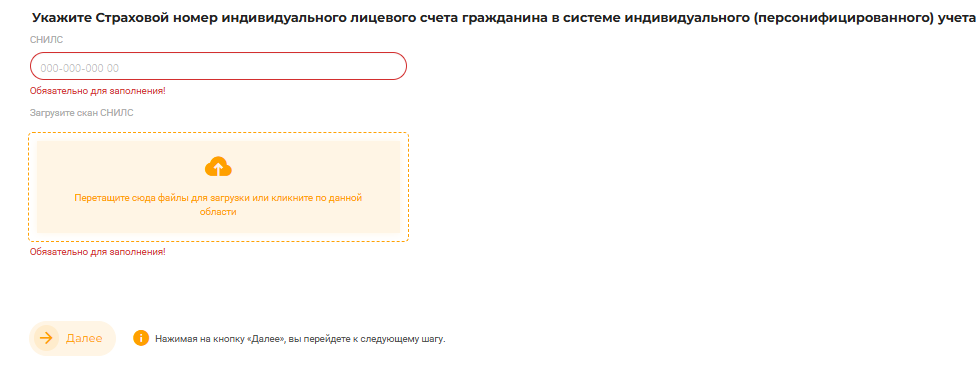 Укажите Страховой номер индивидуального лицевого счета гражданина в системе индивидуального (персонифицированного) учета
СНИЛС
000-000-000 00
Обязательно для заполнения!
Загрузите скан СНИЛС
Перетащите сюда файлы для загрузки или кликните по данной
области
Обязательно для заполнения!
Далее
Нажимая на кнопку «Далее», вы перейдете к следующему шагу.